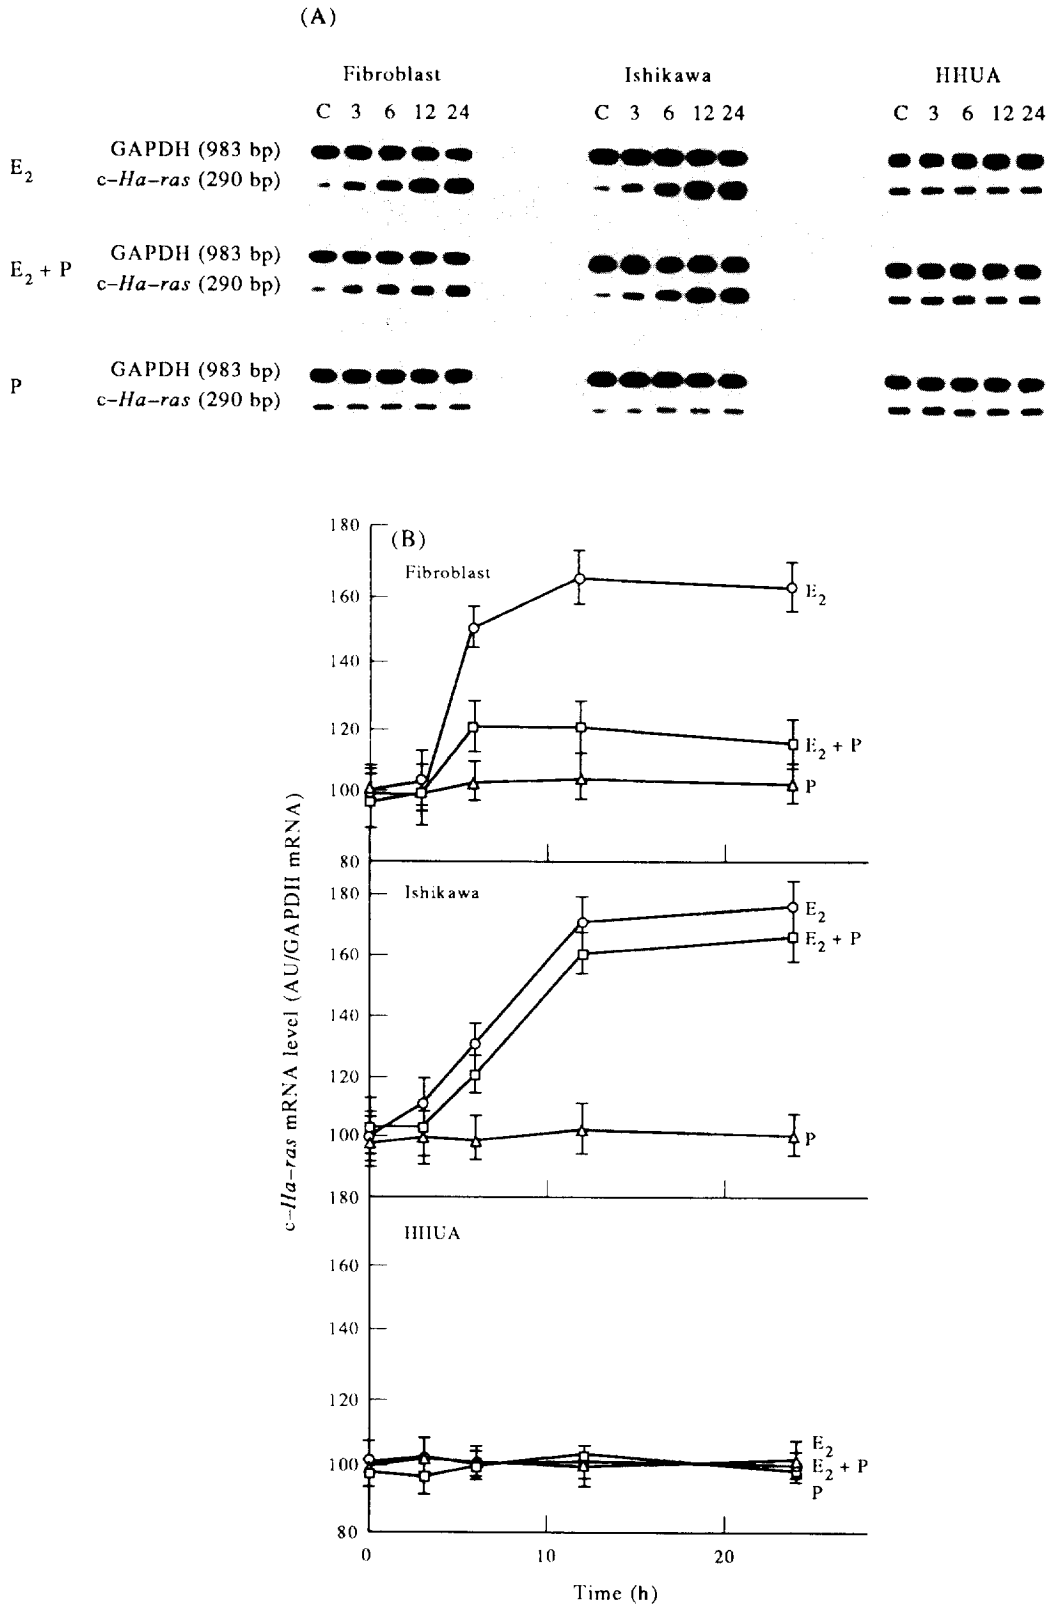 (A)
Fibroblast Ishikawa HHUA
C 3 6 12 24 C 3 6 12 24 C 3 6 12 24
E2 GAPDH (983 bp)
c–Ha–ras (290 bp)
E2 + P GAPDH (983 bp)
c–Ha–ras (290 bp)
P GAPDH (983 bp)
c–Ha–ras (290 bp)
c–Ha–ras mRNA level (AU/GAPDH mRNA)
(B)
Fibroblast
180
160
140
120
100
80
E2
E2 + P
P
Ishikawa
180
160
140
120
100
180
E2
E2 + P
P
HHUA
160
140
120
100
80
E2
E2 + P
P
0 10 20
Time (h)